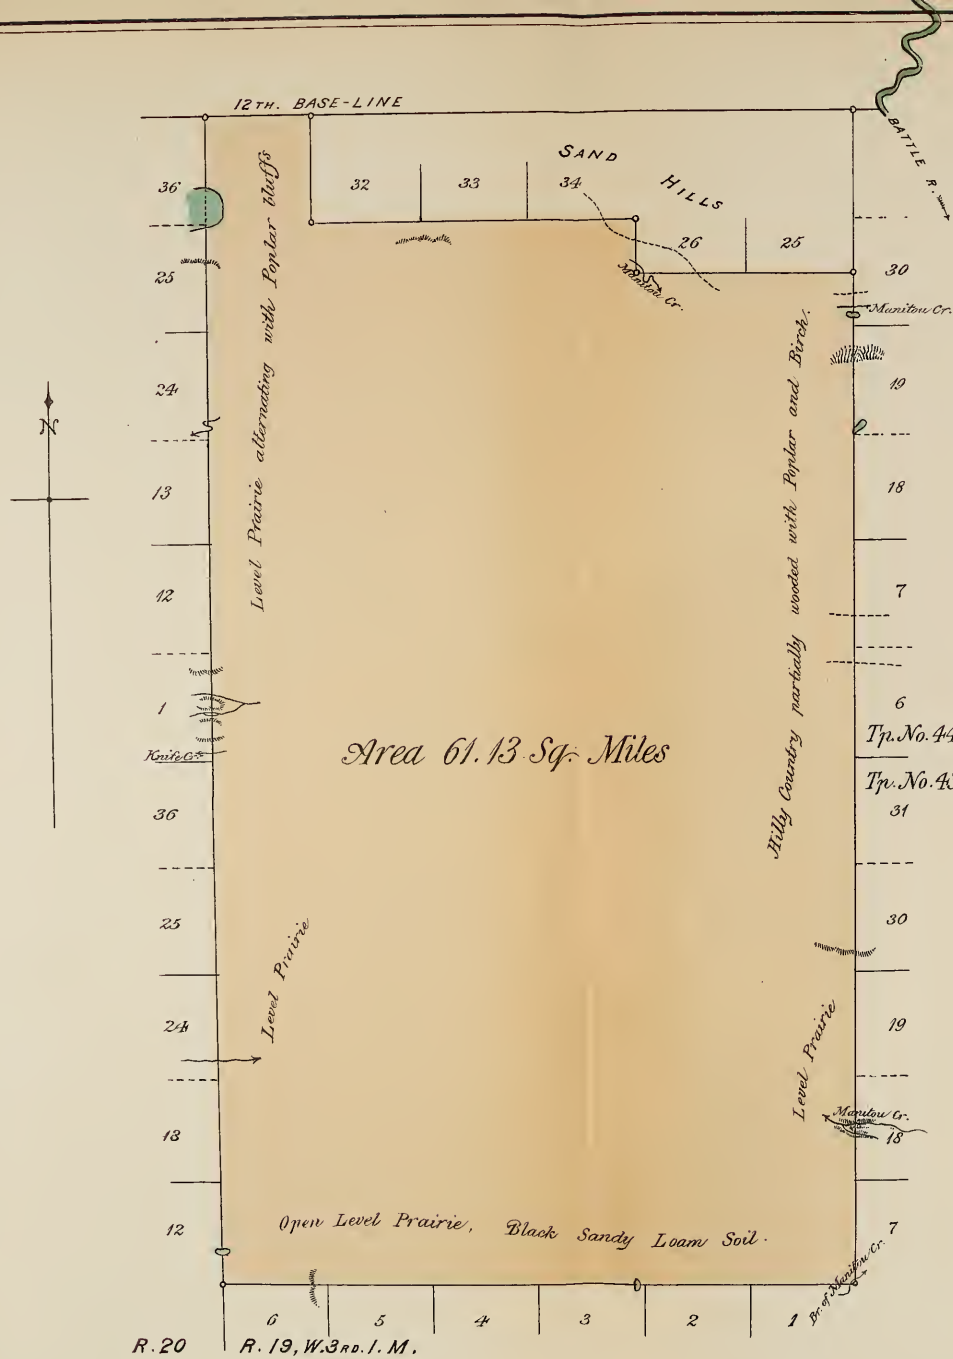 12TH. BASE-LINE
BATTLE R.
SAND HILLS
32 33 34
26 25
Manitou Cr.
36
25
24
13
12
1
Knife Cr.
36
25
24
13
12
30
Manitou Cr.
19
18
7
6
Tp. No. 44
Tp. No. 43
31
30
19
Manitou Cr.
18
7
Br. of Manitou Cr.
N
Level Prairie alternating with Poplar bluffs
Hilly Country partially wooded with Poplar and Birch.
Area 61.13 Sq. Miles
Level Prairie
Level Prairie
Open Level Prairie, Black Sandy Loam Soil.
6 5 4 3 2 1
R. 20
R. 19, W. 3RD. I. M.